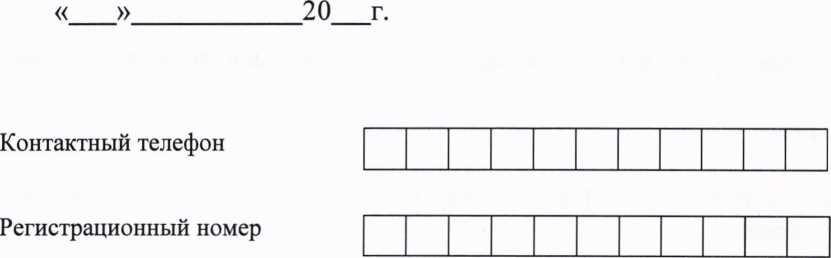 «___»____________20___г.
Контактный телефон
Регистрационный номер